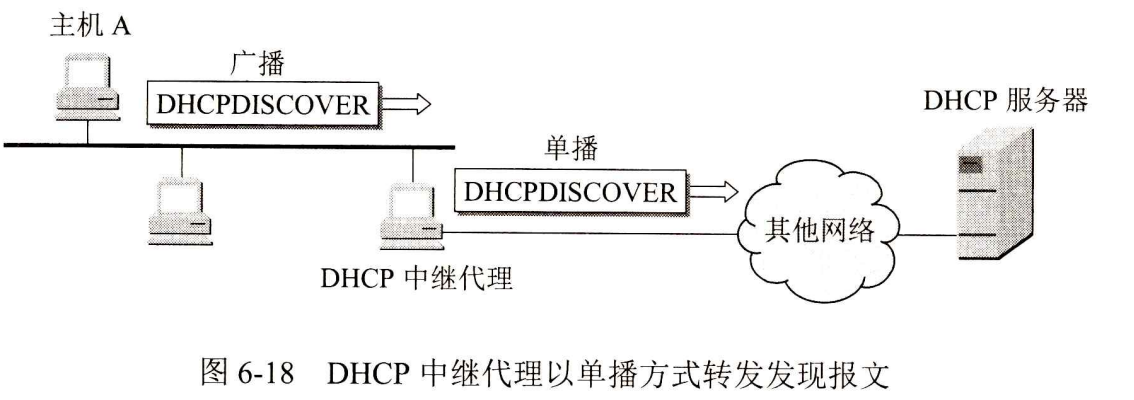 主机 A
广播
DHCPDISCOVER
DHCP 服务器
单播
DHCPDISCOVER
其他网络
DHCP 中继代理
图 6-18 DHCP 中继代理以单播方式转发发现报文